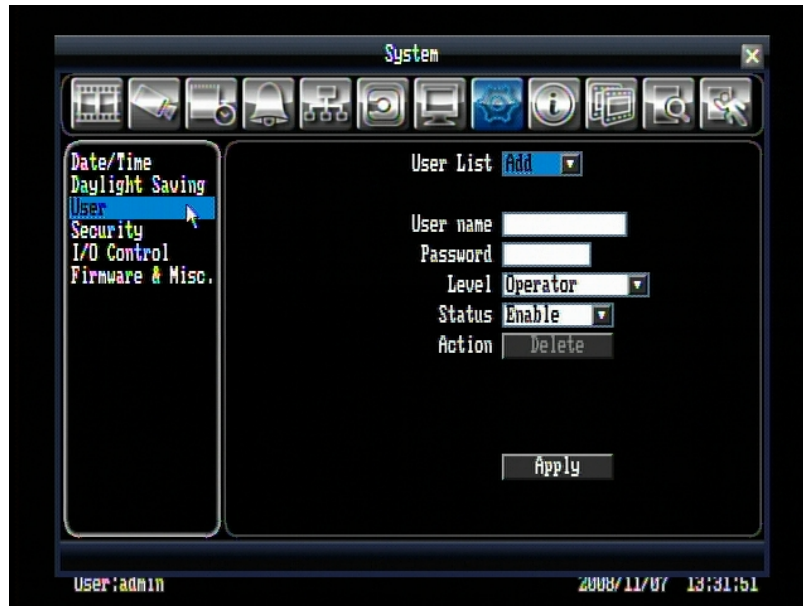 System
Date/Time
Daylight Saving
User
Security
I/O Control
Firmware & Misc.
User List Add
User name
Password
Level Operator
Status Enable
Action Delete
Apply
User:admin 2008/11/07 13:31:51